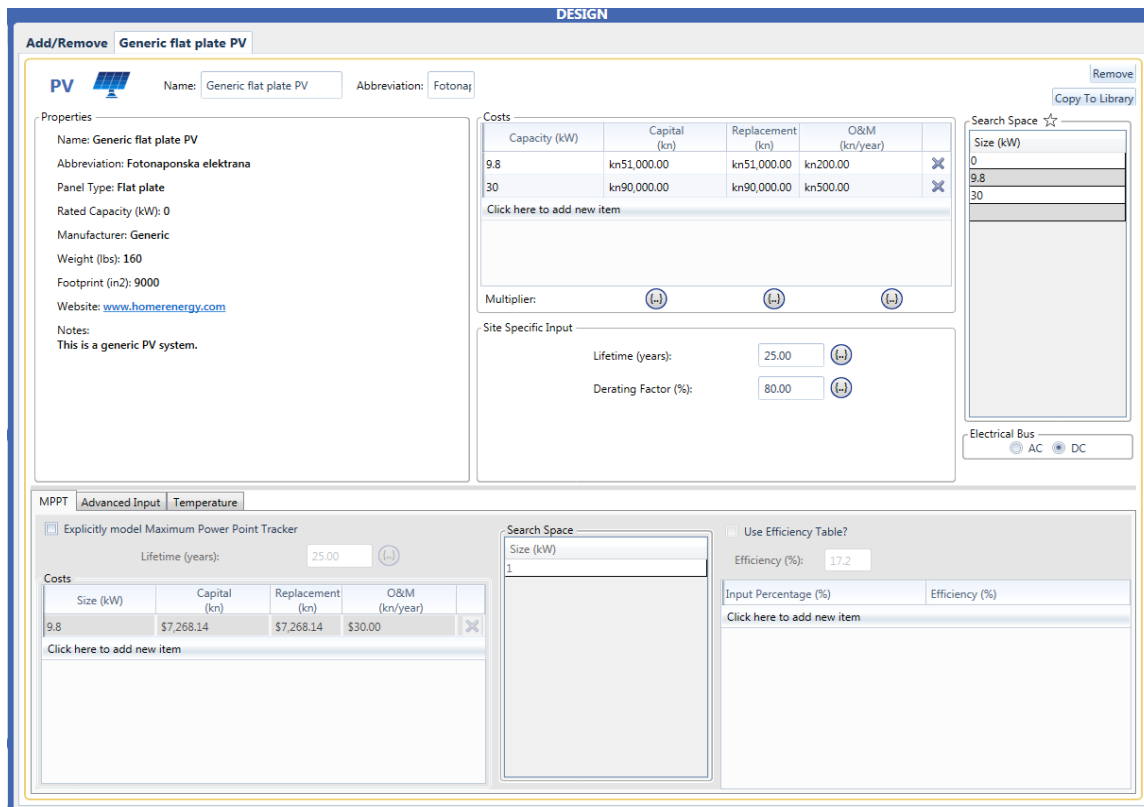 DESIGN
Add/Remove Generic flat plate PV
PV Name: Generic flat plate PV Abbreviation: Fotonap
Remove
Copy To Library
Properties
Name: Generic flat plate PV
Abbreviation: Fotonaponska elektrana
Panel Type: Flat plate
Rated Capacity (kW): 0
Manufacturer: Generic
Weight (lbs): 160
Footprint (in2): 9000
Website: www.homerenergy.com
Notes:
This is a generic PV system.
Costs
Capacity (kW) Capital (kn) Replacement (kn) O&M (kn/year)
9.8 kn51,000.00 kn51,000.00 kn200.00
30 kn90,000.00 kn90,000.00 kn500.00
Click here to add new item
Multiplier: {..} {..} {..}
Site Specific Input
Lifetime (years): 25.00 {..}
Derating Factor (%): 80.00 {..}
Search Space
Size (kW)
0
9.8
30
Electrical Bus
AC DC
MPPT Advanced Input Temperature
Explicitly model Maximum Power Point Tracker
Lifetime (years): 25.00 {..}
Costs
Size (kW) Capital (kn) Replacement (kn) O&M (kn/year)
9.8 $7,268.14 $7,268.14 $30.00
Click here to add new item
Search Space
Size (kW)
1
Use Efficiency Table?
Efficiency (%): 17.2
Input Percentage (%) Efficiency (%)
Click here to add new item